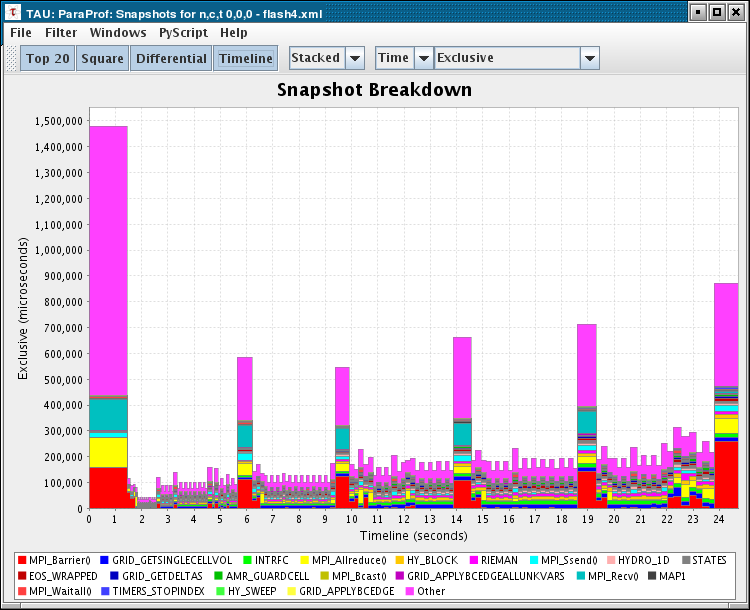 τ TAU: ParaProf: Snapshots for n,c,t 0,0,0 - flash4.xml
File Filter Windows PyScript Help
Top 20 Square Differential Timeline Stacked Time Exclusive
Snapshot Breakdown
1,500,000
1,400,000
1,300,000
1,200,000
1,100,000
1,000,000
900,000
800,000
700,000
600,000
500,000
400,000
300,000
200,000
100,000
0
Exclusive (microseconds)
0 1 2 3 4 5 6 7 8 9 10 11 12 13 14 15 16 17 18 19 20 21 22 23 24
Timeline (seconds)
MPI_Barrier() GRID_GETSINGLECELLVOL INTRFC MPI_Allreduce() HY_BLOCK RIEMAN MPI_Ssend() HYDRO_1D STATES
EOS_WRAPPED GRID_GETDELTAS AMR_GUARDCELL MPI_Bcast() GRID_APPLYBCEDGEALLUNKVARS MPI_Recv() MAP1
MPI_Waitall() TIMERS_STOPINDEX HY_SWEEP GRID_APPLYBCEDGE Other